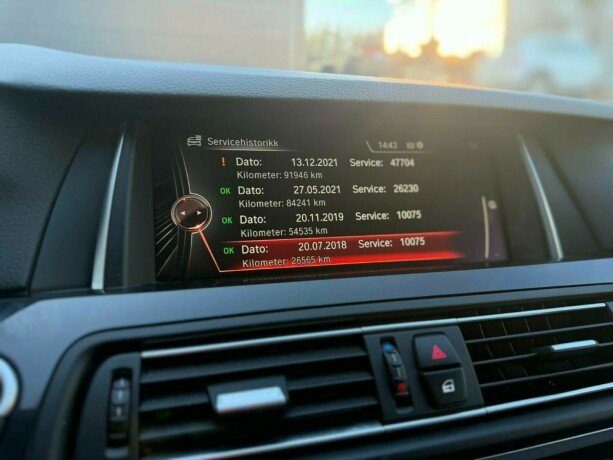 Servicehistorikk 14:43
! Dato: 13.12.2021 Service: 47704
Kilometer: 91946 km
OK Dato: 27.05.2021 Service: 26230
Kilometer: 84241 km
OK Dato: 20.11.2019 Service: 10075
Kilometer: 54535 km
OK Dato: 20.07.2018 Service: 10075
Kilometer: 26565 km